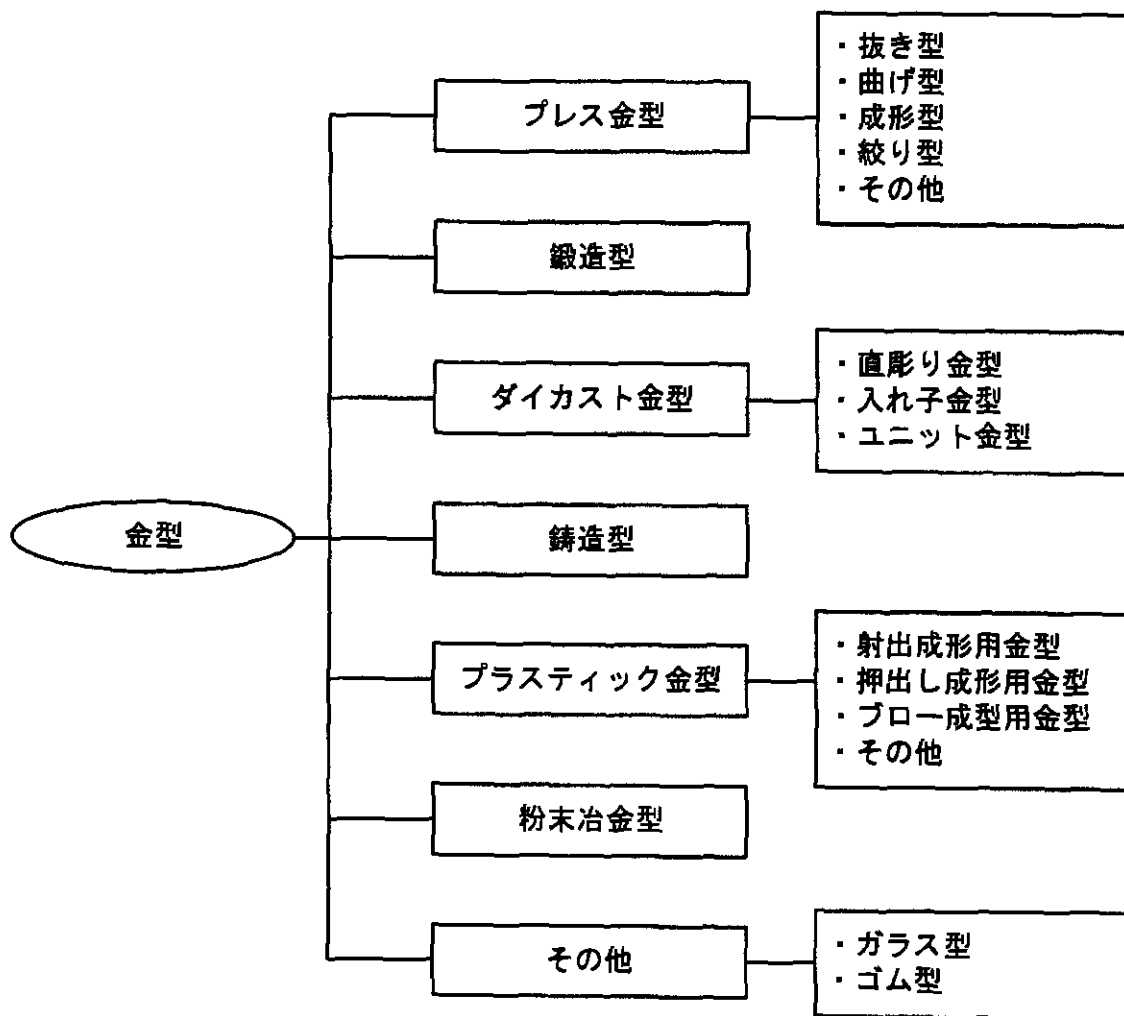 金型
プレス金型
・抜き型
・曲げ型
・成形型
・絞り型
・その他
鍛造型
ダイカスト金型
・直彫り金型
・入れ子金型
・ユニット金型
鋳造型
プラスティック金型
・射出成形用金型
・押出し成形用金型
・ブロー成型用金型
・その他
粉末冶金型
その他
・ガラス型
・ゴム型